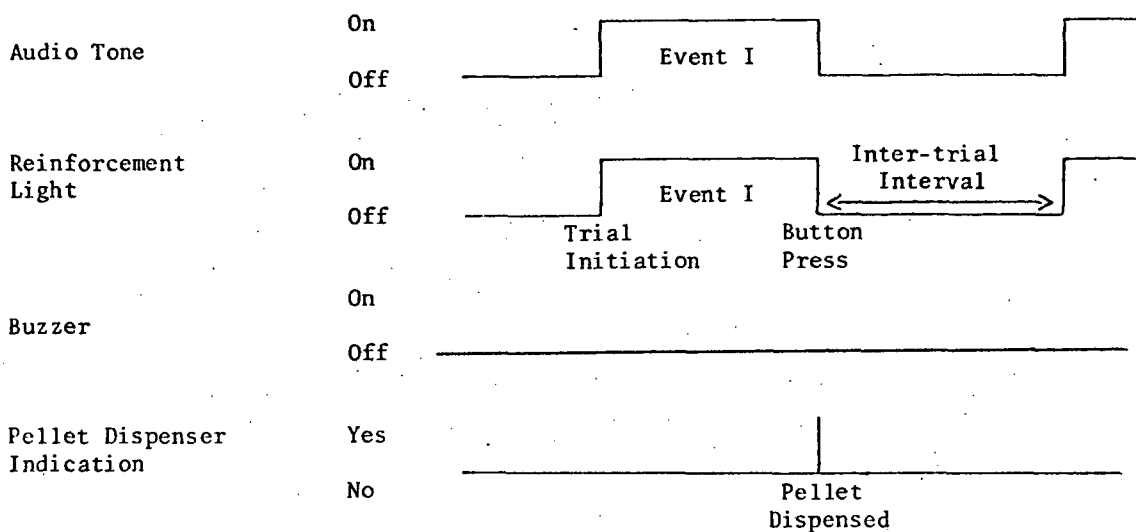 On
Audio Tone
Event I
Off
Reinforcement
Light
On
Inter-trial
Interval
Event I
Off
Trial
Initiation
Button
Press
On
Buzzer
Off
Pellet Dispenser
Indication
Yes
No
Pellet
Dispensed